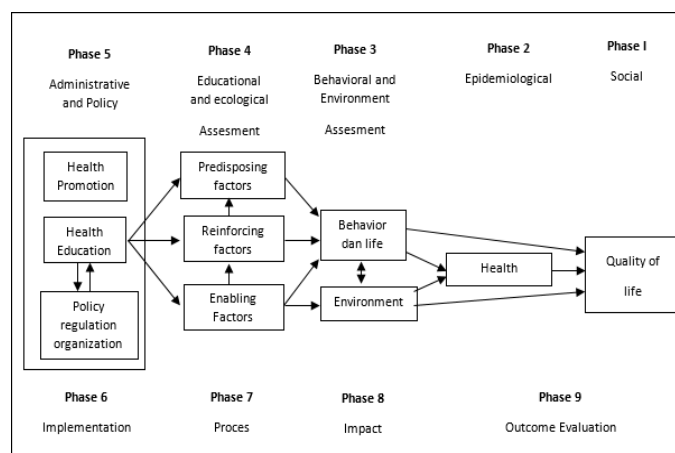 Phase 5
Administrative
and Policy
Phase 4
Educational
and ecological
Assesment
Phase 3
Behavioral and
Environment
Assesment
Phase 2
Epidemiological
Phase I
Social
Health
Promotion
Health
Education
Policy
regulation
organization
Predisposing
factors
Reinforcing
factors
Enabling
Factors
Behavior
dan life
Environment
Health
Quality of
life
Phase 6
Implementation
Phase 7
Proces
Phase 8
Impact
Phase 9
Outcome Evaluation